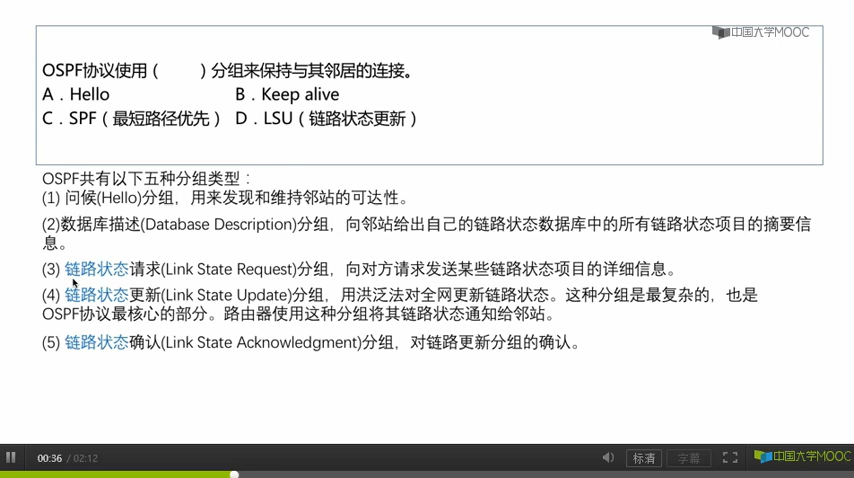 中国大学MOOC
OSPF协议使用（　　）分组来保持与其邻居的连接。
A．Hello B．Keep alive
C．SPF（最短路径优先） D．LSU（链路状态更新）
OSPF共有以下五种分组类型：
(1) 问候(Hello)分组，用来发现和维持邻站的可达性。
(2)数据库描述(Database Description)分组，向邻站给出自己的链路状态数据库中的所有链路状态项目的摘要信
息。
(3) 链路状态请求(Link State Request)分组，向对方请求发送某些链路状态项目的详细信息。
(4) 链路状态更新(Link State Update)分组，用洪泛法对全网更新链路状态。这种分组是最复杂的，也是
OSPF协议最核心的部分。路由器使用这种分组将其链路状态通知给邻站。
(5) 链路状态确认(Link State Acknowledgment)分组，对链路更新分组的确认。
00:36 / 02:12 标清 字幕 中国大学MOOC